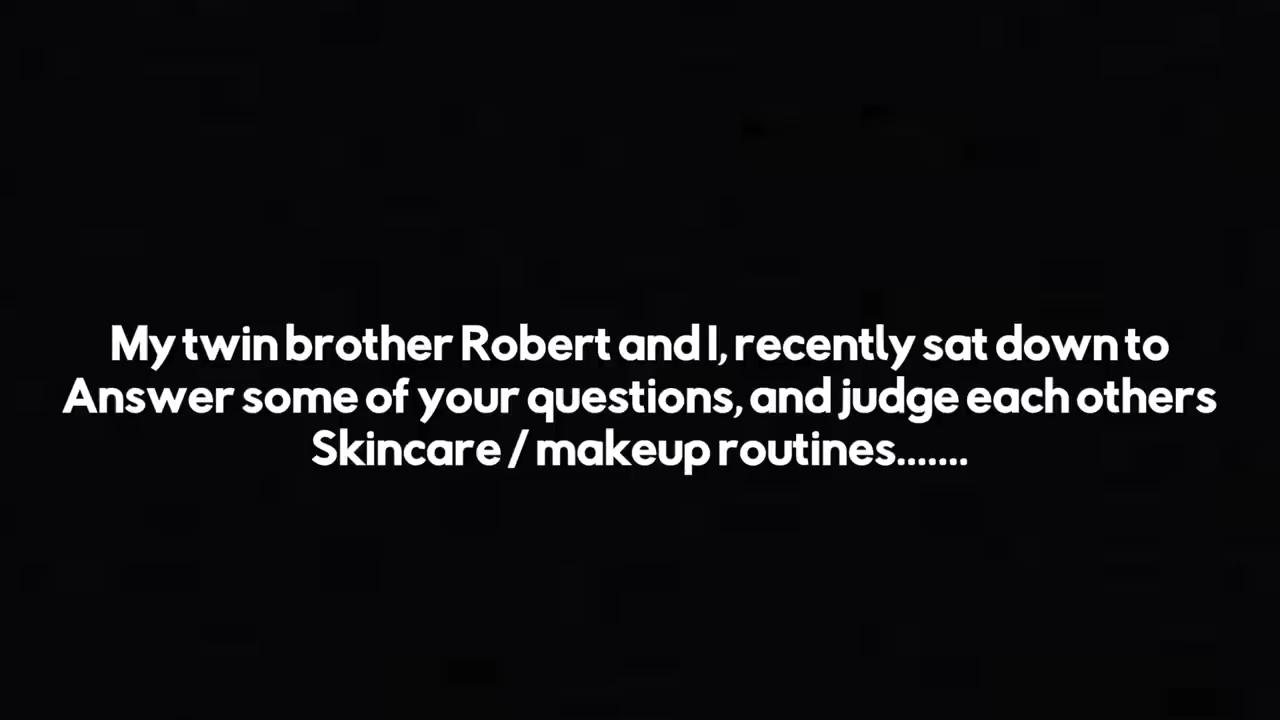 My twin brother Robert and I, recently sat down to
Answer some of your questions, and judge each others
Skincare / makeup routines.......